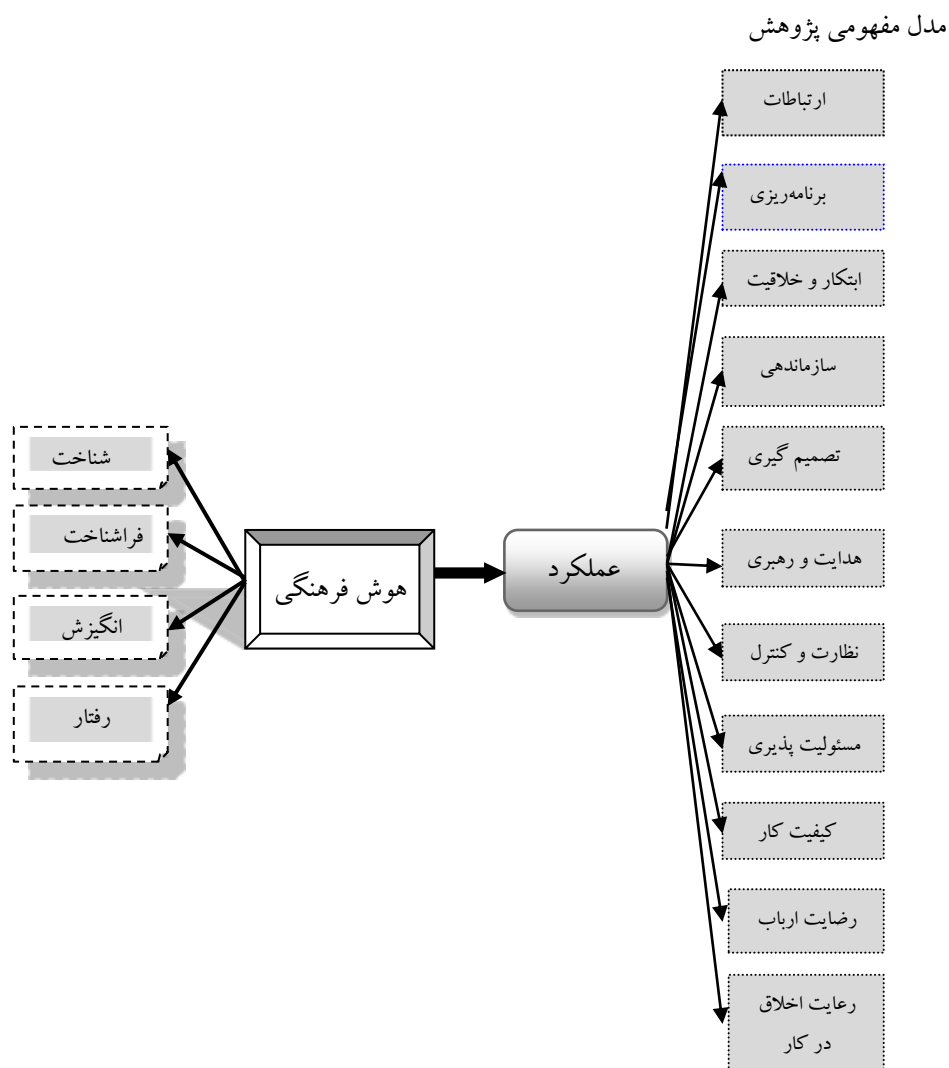 مدل مفهومی پژوهش
ارتباطات
برنامه‌ریزی
ابتکار و خلاقیت
سازماندهی
تصمیم گیری
هدایت و رهبری
نظارت و کنترل
مسئولیت پذیری
کیفیت کار
رضایت ارباب
رعایت اخلاق
در کار
عملکرد
هوش فرهنگی
شناخت
فراشناخت
انگیزش
رفتار